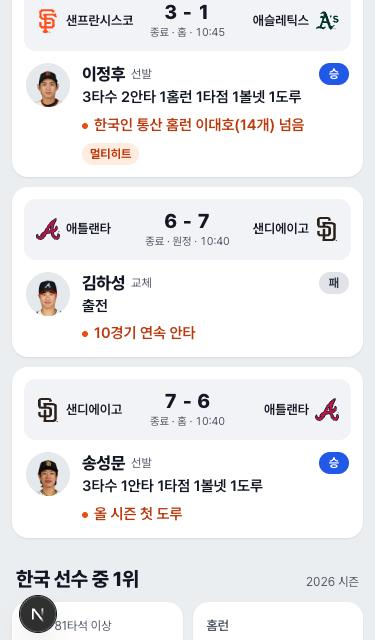 샌프란시스코 3 - 1 애슬레틱스
종료 · 홈 · 10:45
이정후 선발 승
3타수 2안타 1홈런 1타점 1볼넷 1도루
한국인 통산 홈런 이대호(14개) 넘음
멀티히트
애틀랜타 6 - 7 샌디에이고
종료 · 원정 · 10:40
김하성 교체 패
출전
10경기 연속 안타
샌디에이고 7 - 6 애틀랜타
종료 · 홈 · 10:40
송성문 선발 승
3타수 1안타 1타점 1볼넷 1도루
올 시즌 첫 도루
한국 선수 중 1위 2026 시즌
N 81타석 이상 홈런